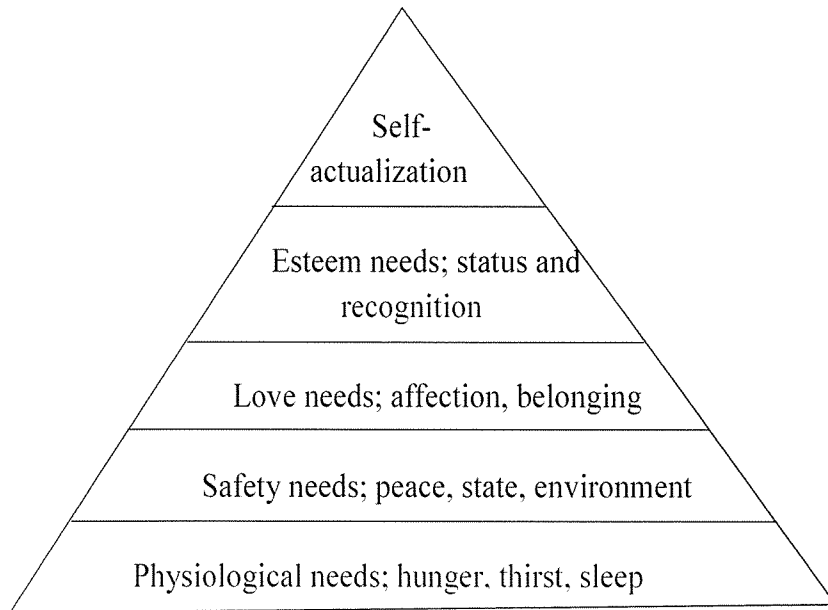 Self-
actualization
Esteem needs; status and
recognition
Love needs; affection, belonging
Safety needs; peace, state, environment
Physiological needs; hunger, thirst, sleep